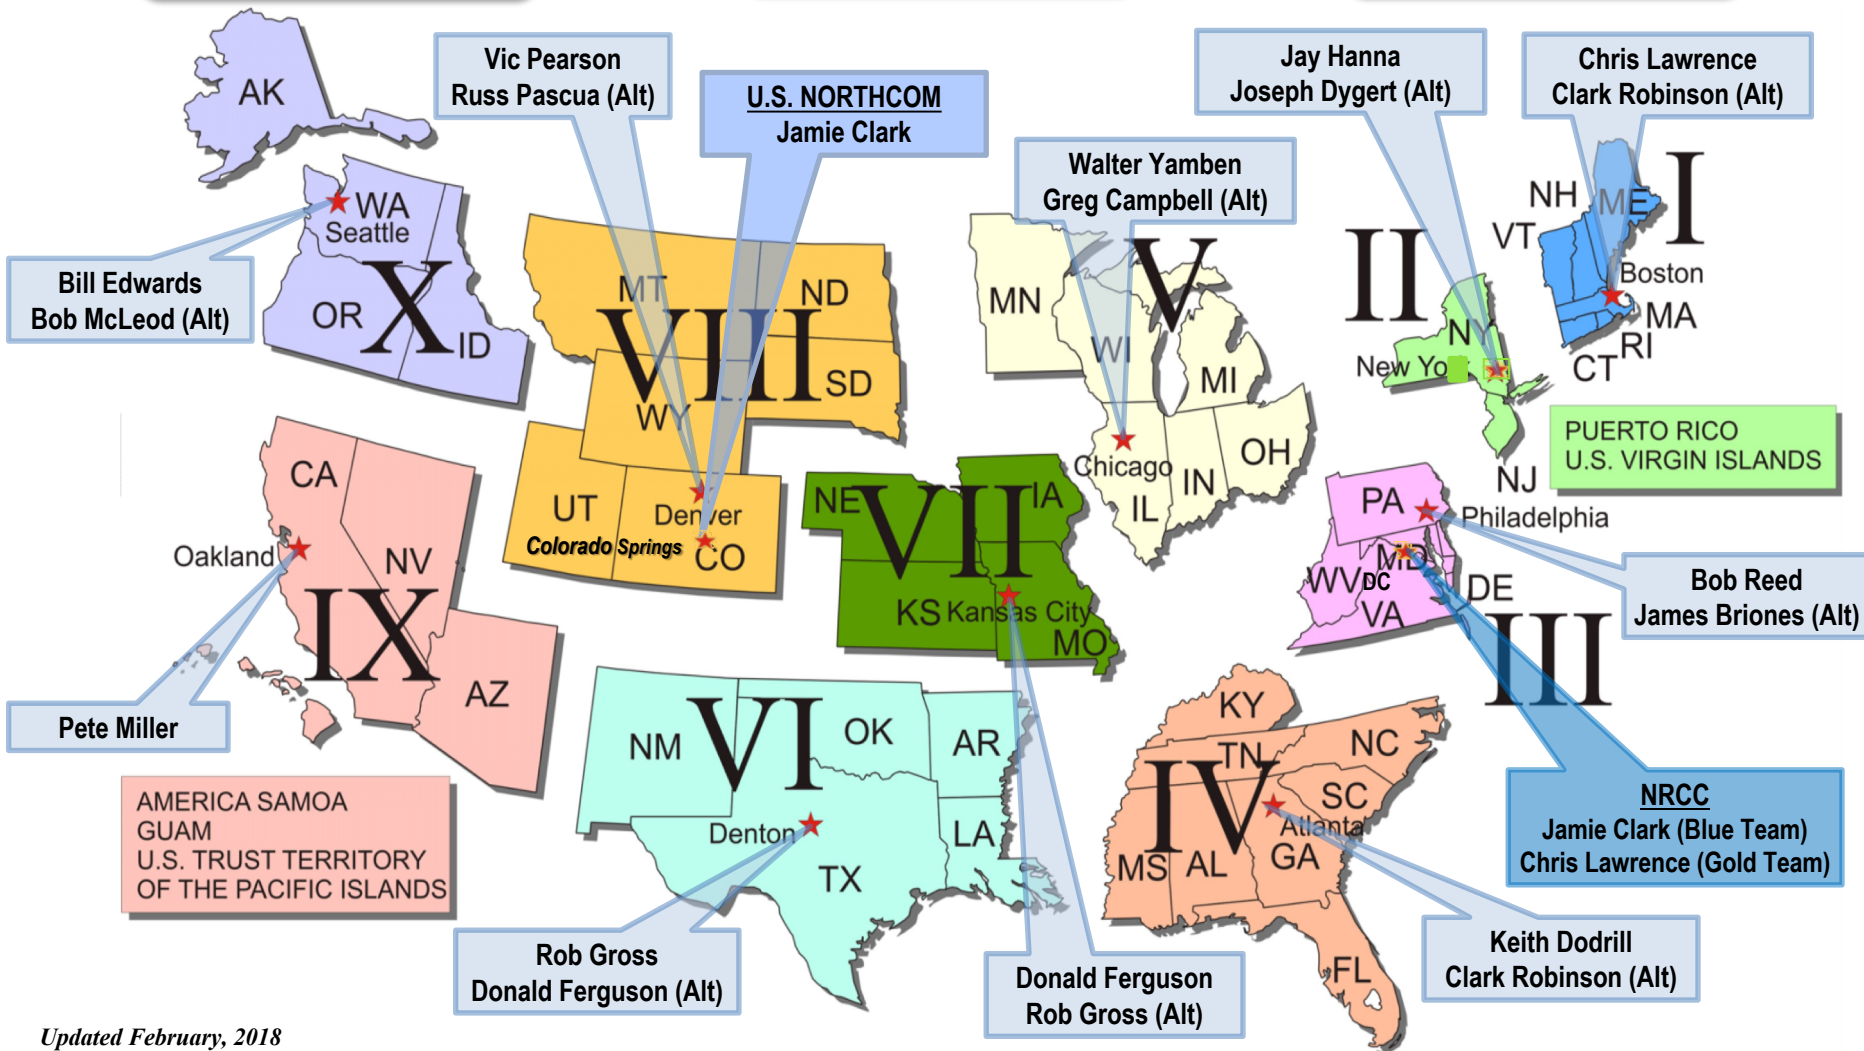 AK
Vic Pearson
Russ Pascua (Alt)
U.S. NORTHCOM
Jamie Clark
Jay Hanna
Joseph Dygert (Alt)
Chris Lawrence
Clark Robinson (Alt)
Walter Yamben
Greg Campbell (Alt)
Bill Edwards
Bob McLeod (Alt)
WA
Seattle
OR
X
ID
MT
ND
VIII
SD
WY
UT
Denver
Colorado Springs
CO
MN
V
WI
MI
Chicago
IL
IN
OH
II
NY
New Yo
NJ
PUERTO RICO
U.S. VIRGIN ISLANDS
NH
ME
I
VT
Boston
MA
RI
CT
CA
Oakland
NV
IX
AZ
Pete Miller
AMERICA SAMOA
GUAM
U.S. TRUST TERRITORY
OF THE PACIFIC ISLANDS
NE
VII
IA
KS
Kansas City
MO
PA
Philadelphia
MD
WV
DC
DE
VA
III
Bob Reed
James Briones (Alt)
NM
VI
OK
AR
Denton
LA
TX
KY
TN
NC
IV
SC
Atlanta
MS
AL
GA
FL
NRCC
Jamie Clark (Blue Team)
Chris Lawrence (Gold Team)
Rob Gross
Donald Ferguson (Alt)
Donald Ferguson
Rob Gross (Alt)
Keith Dodrill
Clark Robinson (Alt)
Updated February, 2018